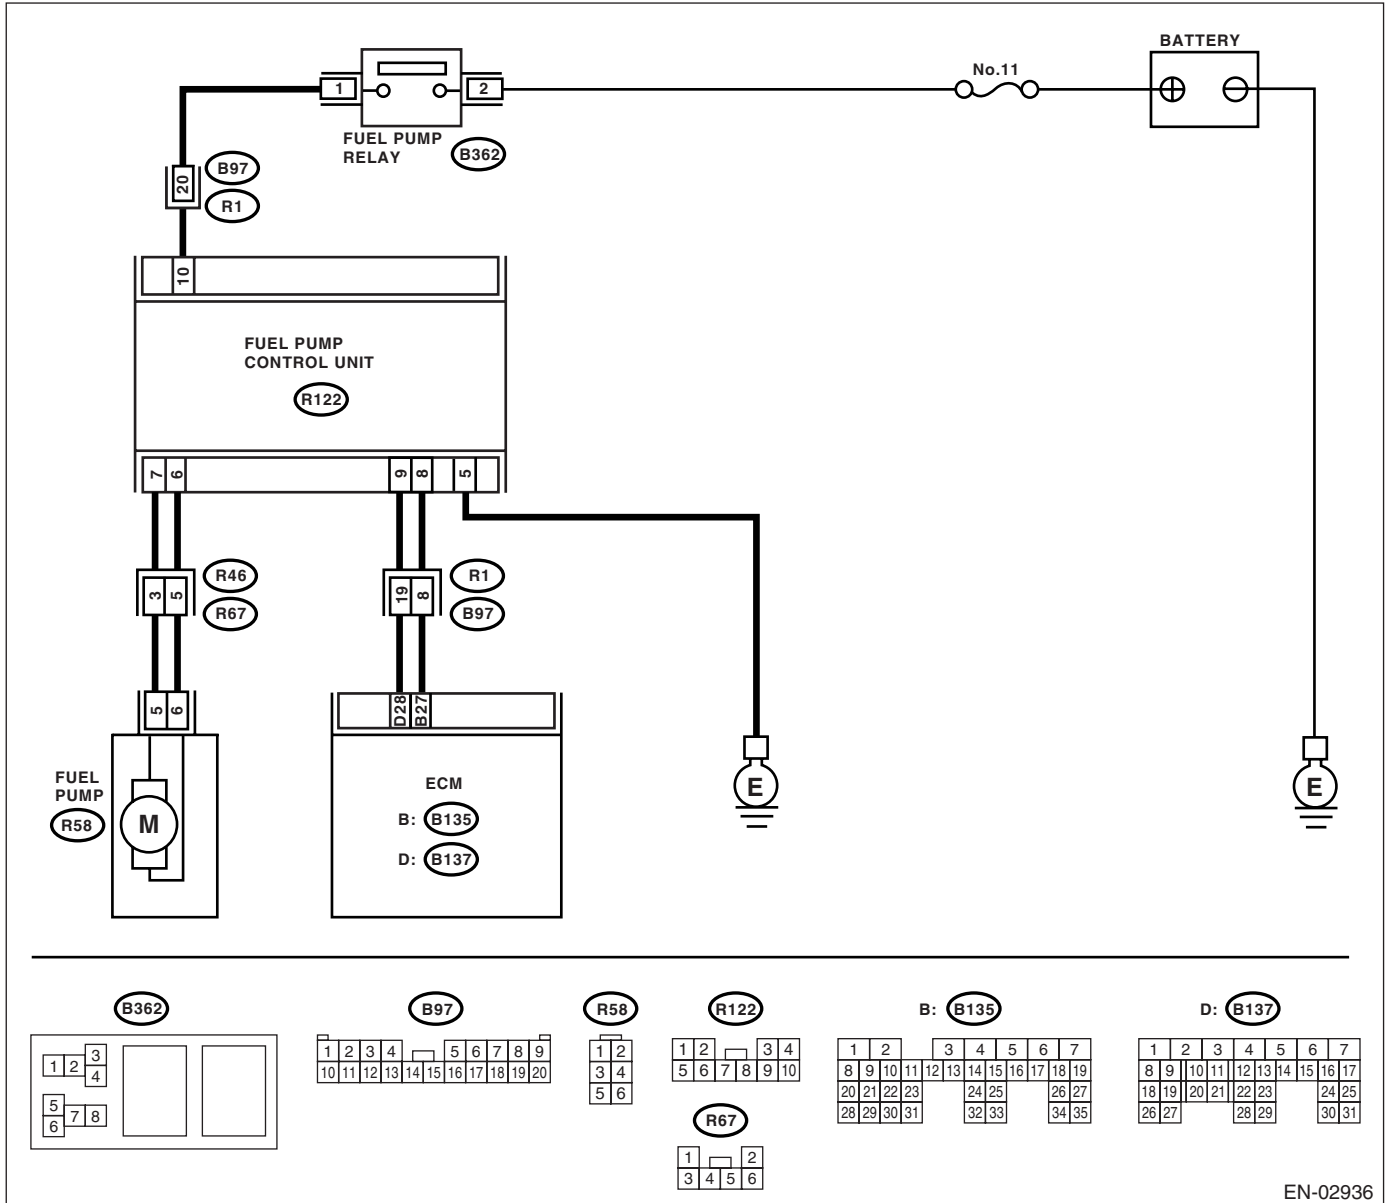 BATTERY
No.11
1
2
FUEL PUMP
RELAY
B362
20
B97
R1
10
FUEL PUMP
CONTROL UNIT
R122
7 6 9 8 5
R46
R67
3 5
R1
B97
19 8
5 6
D28 B27
FUEL
PUMP
R58
M
ECM
B: B135
D: B137
E
E
B362
1 2 3
4
5
6 7 8
B97
1 2 3 4 5 6 7 8 9
10 11 12 13 14 15 16 17 18 19 20
R58
1 2
3 4
5 6
R122
1 2 3 4
5 6 7 8 9 10
R67
1 2
3 4 5 6
B: B135
1 2 3 4 5 6 7
8 9 10 11 12 13 14 15 16 17 18 19
20 21 22 23 24 25 26 27
28 29 30 31 32 33 34 35
D: B137
1 2 3 4 5 6 7
8 9 10 11 12 13 14 15 16 17
18 19 20 21 22 23 24 25
26 27 28 29 30 31
EN-02936